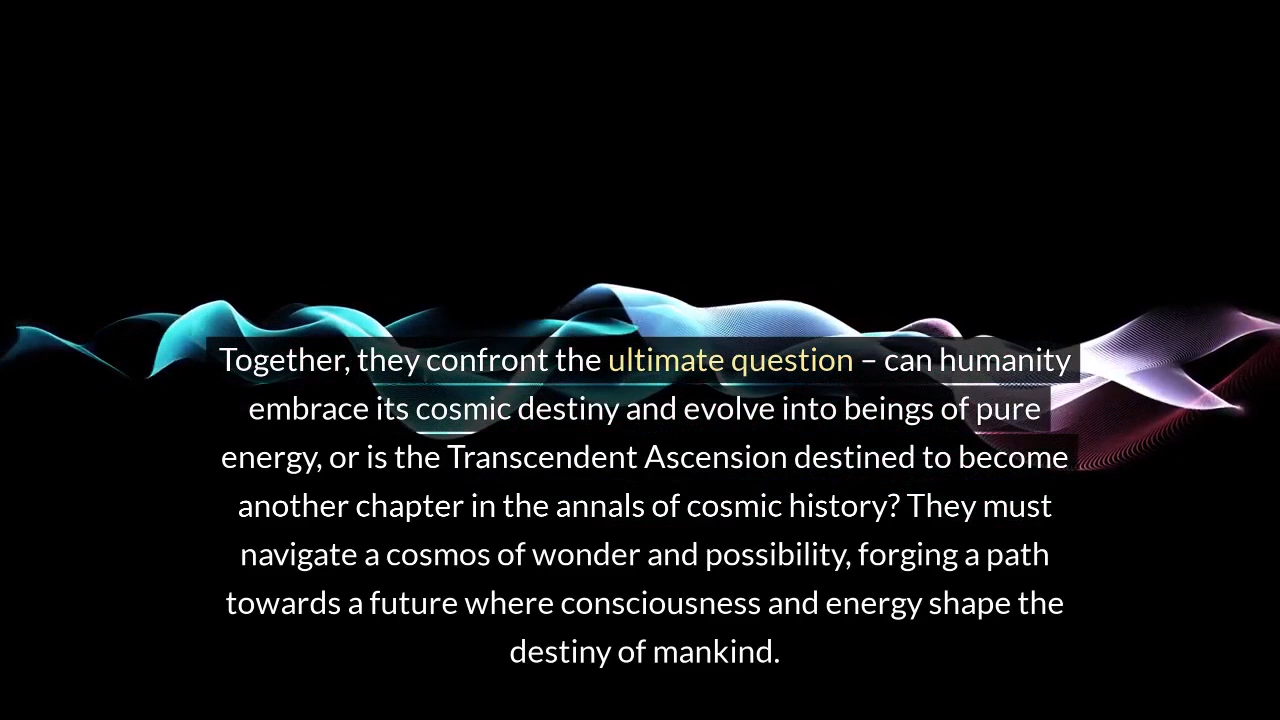 Together, they confront the ultimate question – can humanity
embrace its cosmic destiny and evolve into beings of pure
energy, or is the Transcendent Ascension destined to become
another chapter in the annals of cosmic history? They must
navigate a cosmos of wonder and possibility, forging a path
towards a future where consciousness and energy shape the
destiny of mankind.